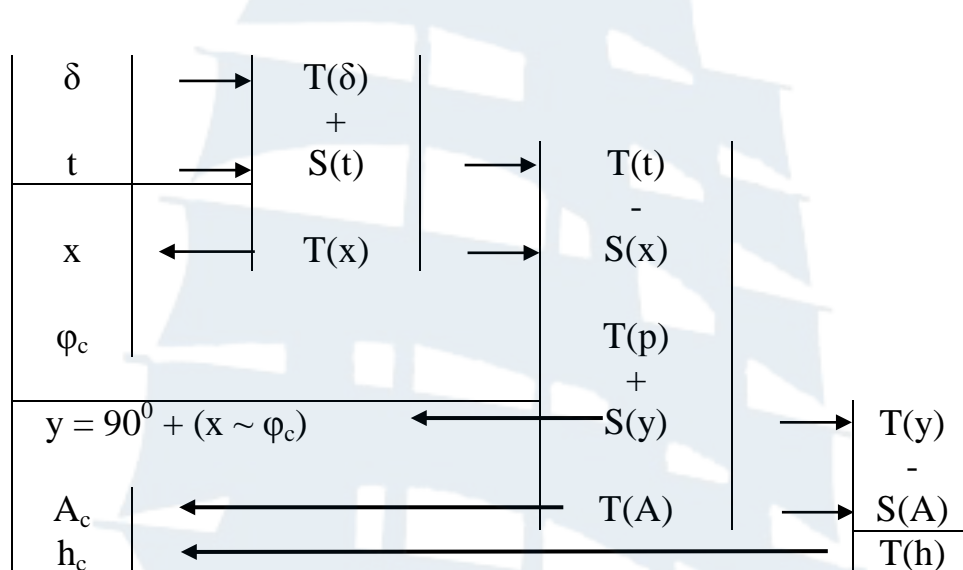 δ T(δ)
+
t S(t) T(t)
-
x T(x) S(x)
φc T(p)
+
y = 90⁰ + (x ~ φc) S(y) T(y)
-
Ac T(A) S(A)
hc T(h)